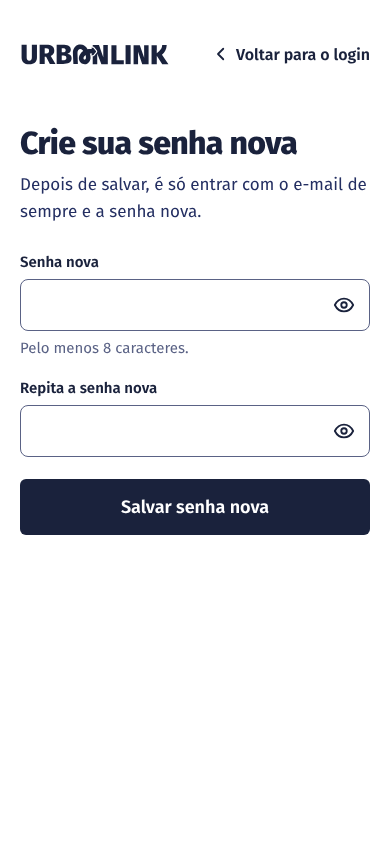 URBANLINK
Voltar para o login
Crie sua senha nova
Depois de salvar, é só entrar com o e-mail de
sempre e a senha nova.
Senha nova
Pelo menos 8 caracteres.
Repita a senha nova
Salvar senha nova